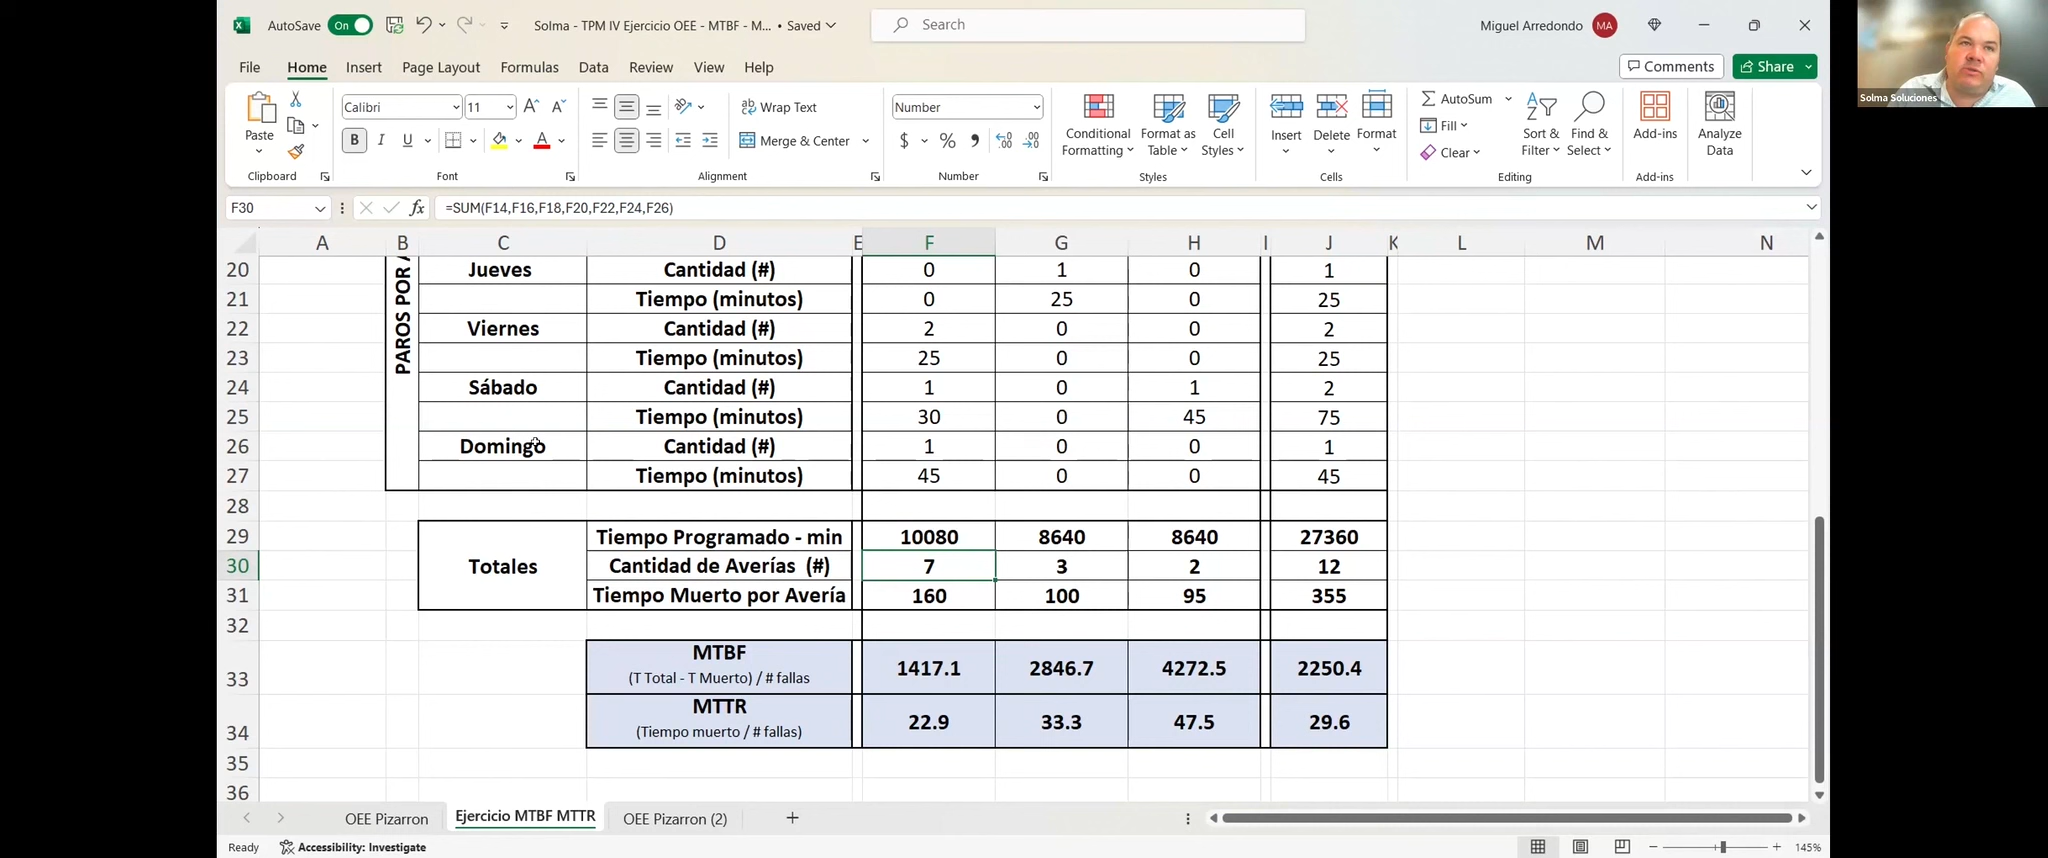 AutoSave On Solma - TPM IV Ejercicio OEE - MTBF - M... • Saved Search Miguel Arredondo MA
File Home Insert Page Layout Formulas Data Review View Help Comments Share
Paste Calibri 11 Wrap Text Number Conditional Formatting Format as Table Cell Styles Insert Delete Format AutoSum Sort & Filter Find & Select Add-ins Analyze Data
B I U A Merge & Center $ % Fill
Clear
Clipboard Font Alignment Number Styles Cells Editing Add-ins
F30 fx =SUM(F14,F16,F18,F20,F22,F24,F26)
A B C D E F G H I J K L M N
PAROS POR
20 Jueves Cantidad (#) 0 1 0 1
21 Tiempo (minutos) 0 25 0 25
22 Viernes Cantidad (#) 2 0 0 2
23 Tiempo (minutos) 25 0 0 25
24 Sábado Cantidad (#) 1 0 1 2
25 Tiempo (minutos) 30 0 45 75
26 Domingo Cantidad (#) 1 0 0 1
27 Tiempo (minutos) 45 0 0 45
28
29 Tiempo Programado - min 10080 8640 8640 27360
30 Totales Cantidad de Averías (#) 7 3 2 12
31 Tiempo Muerto por Avería 160 100 95 355
32
33 MTBF 1417.1 2846.7 4272.5 2250.4
(T Total - T Muerto) / # fallas
34 MTTR 22.9 33.3 47.5 29.6
(Tiempo muerto / # fallas)
35
36
OEE Pizarron Ejercicio MTBF MTTR OEE Pizarron (2)
Ready Accessibility: Investigate 145%
Solma Soluciones